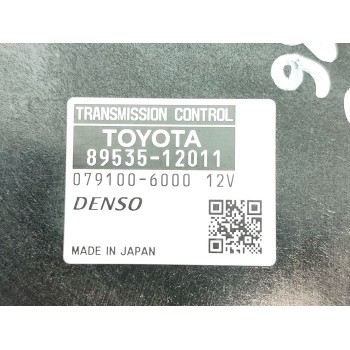 TRANSMISSION CONTROL
TOYOTA
89535-12011
079100-6000 12V
DENSO
MADE IN JAPAN